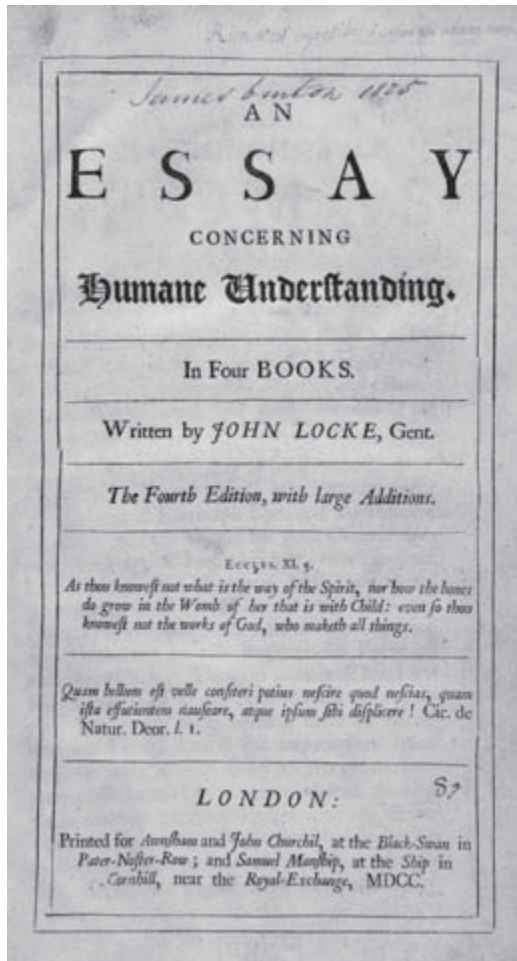 James 1825
AN
ESSAY
CONCERNING
Humane Understanding.
In Four BOOKS.
Written by JOHN LOCKE, Gent.
The Fourth Edition, with large Additions.
ECCLES. XI. 5.
As thou knowest not what is the way of the Spirit, nor how the bones
do grow in the Womb of her that is with Child: even so thou
knowest not the works of God, who maketh all things.
Quam bellum est velle confiteri potius nescire quod nescias, quam
ista effutientem nauseare, atque ipsum sibi displicere! Cic. de
Natur. Deor. l. 1.
LONDON:
87
Printed for Awnsham and John Churchil, at the Black-Swan in
Pater-Noster-Row; and Samuel Manship, at the Ship in
Cornhill, near the Royal-Exchange, MDCC.